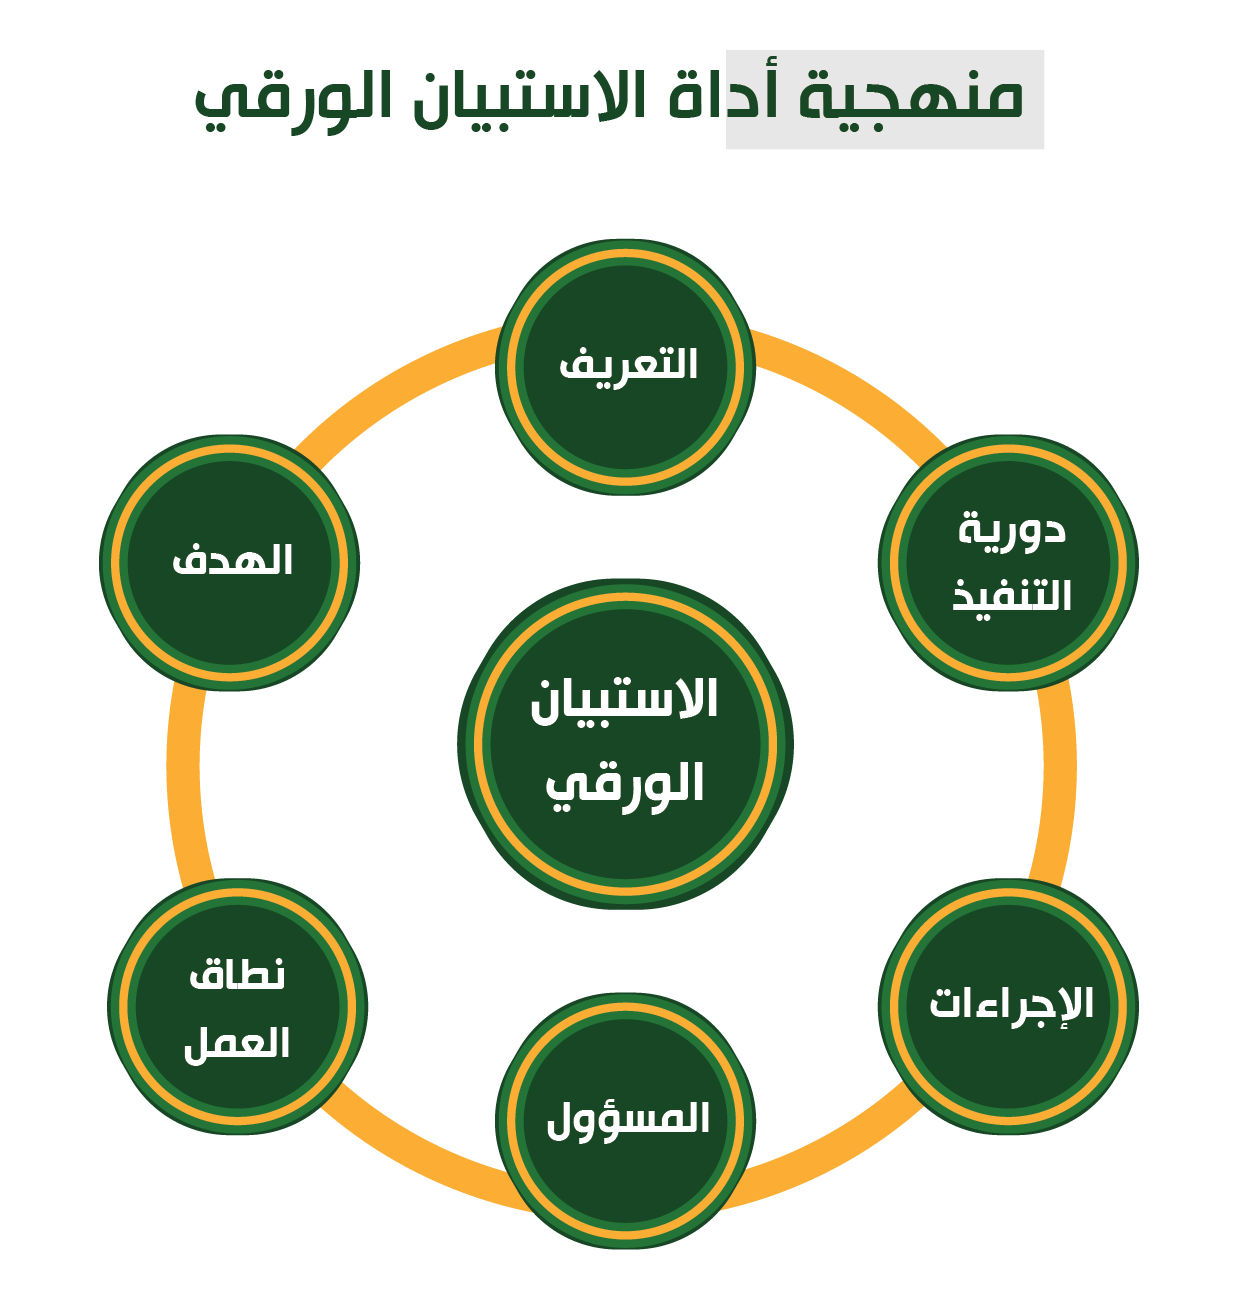 منهجية أداة الاستبيان الورقي
التعريف
دورية
التنفيذ
الهدف
الاستبيان
الورقي
نطاق
العمل
الإجراءات
المسؤول